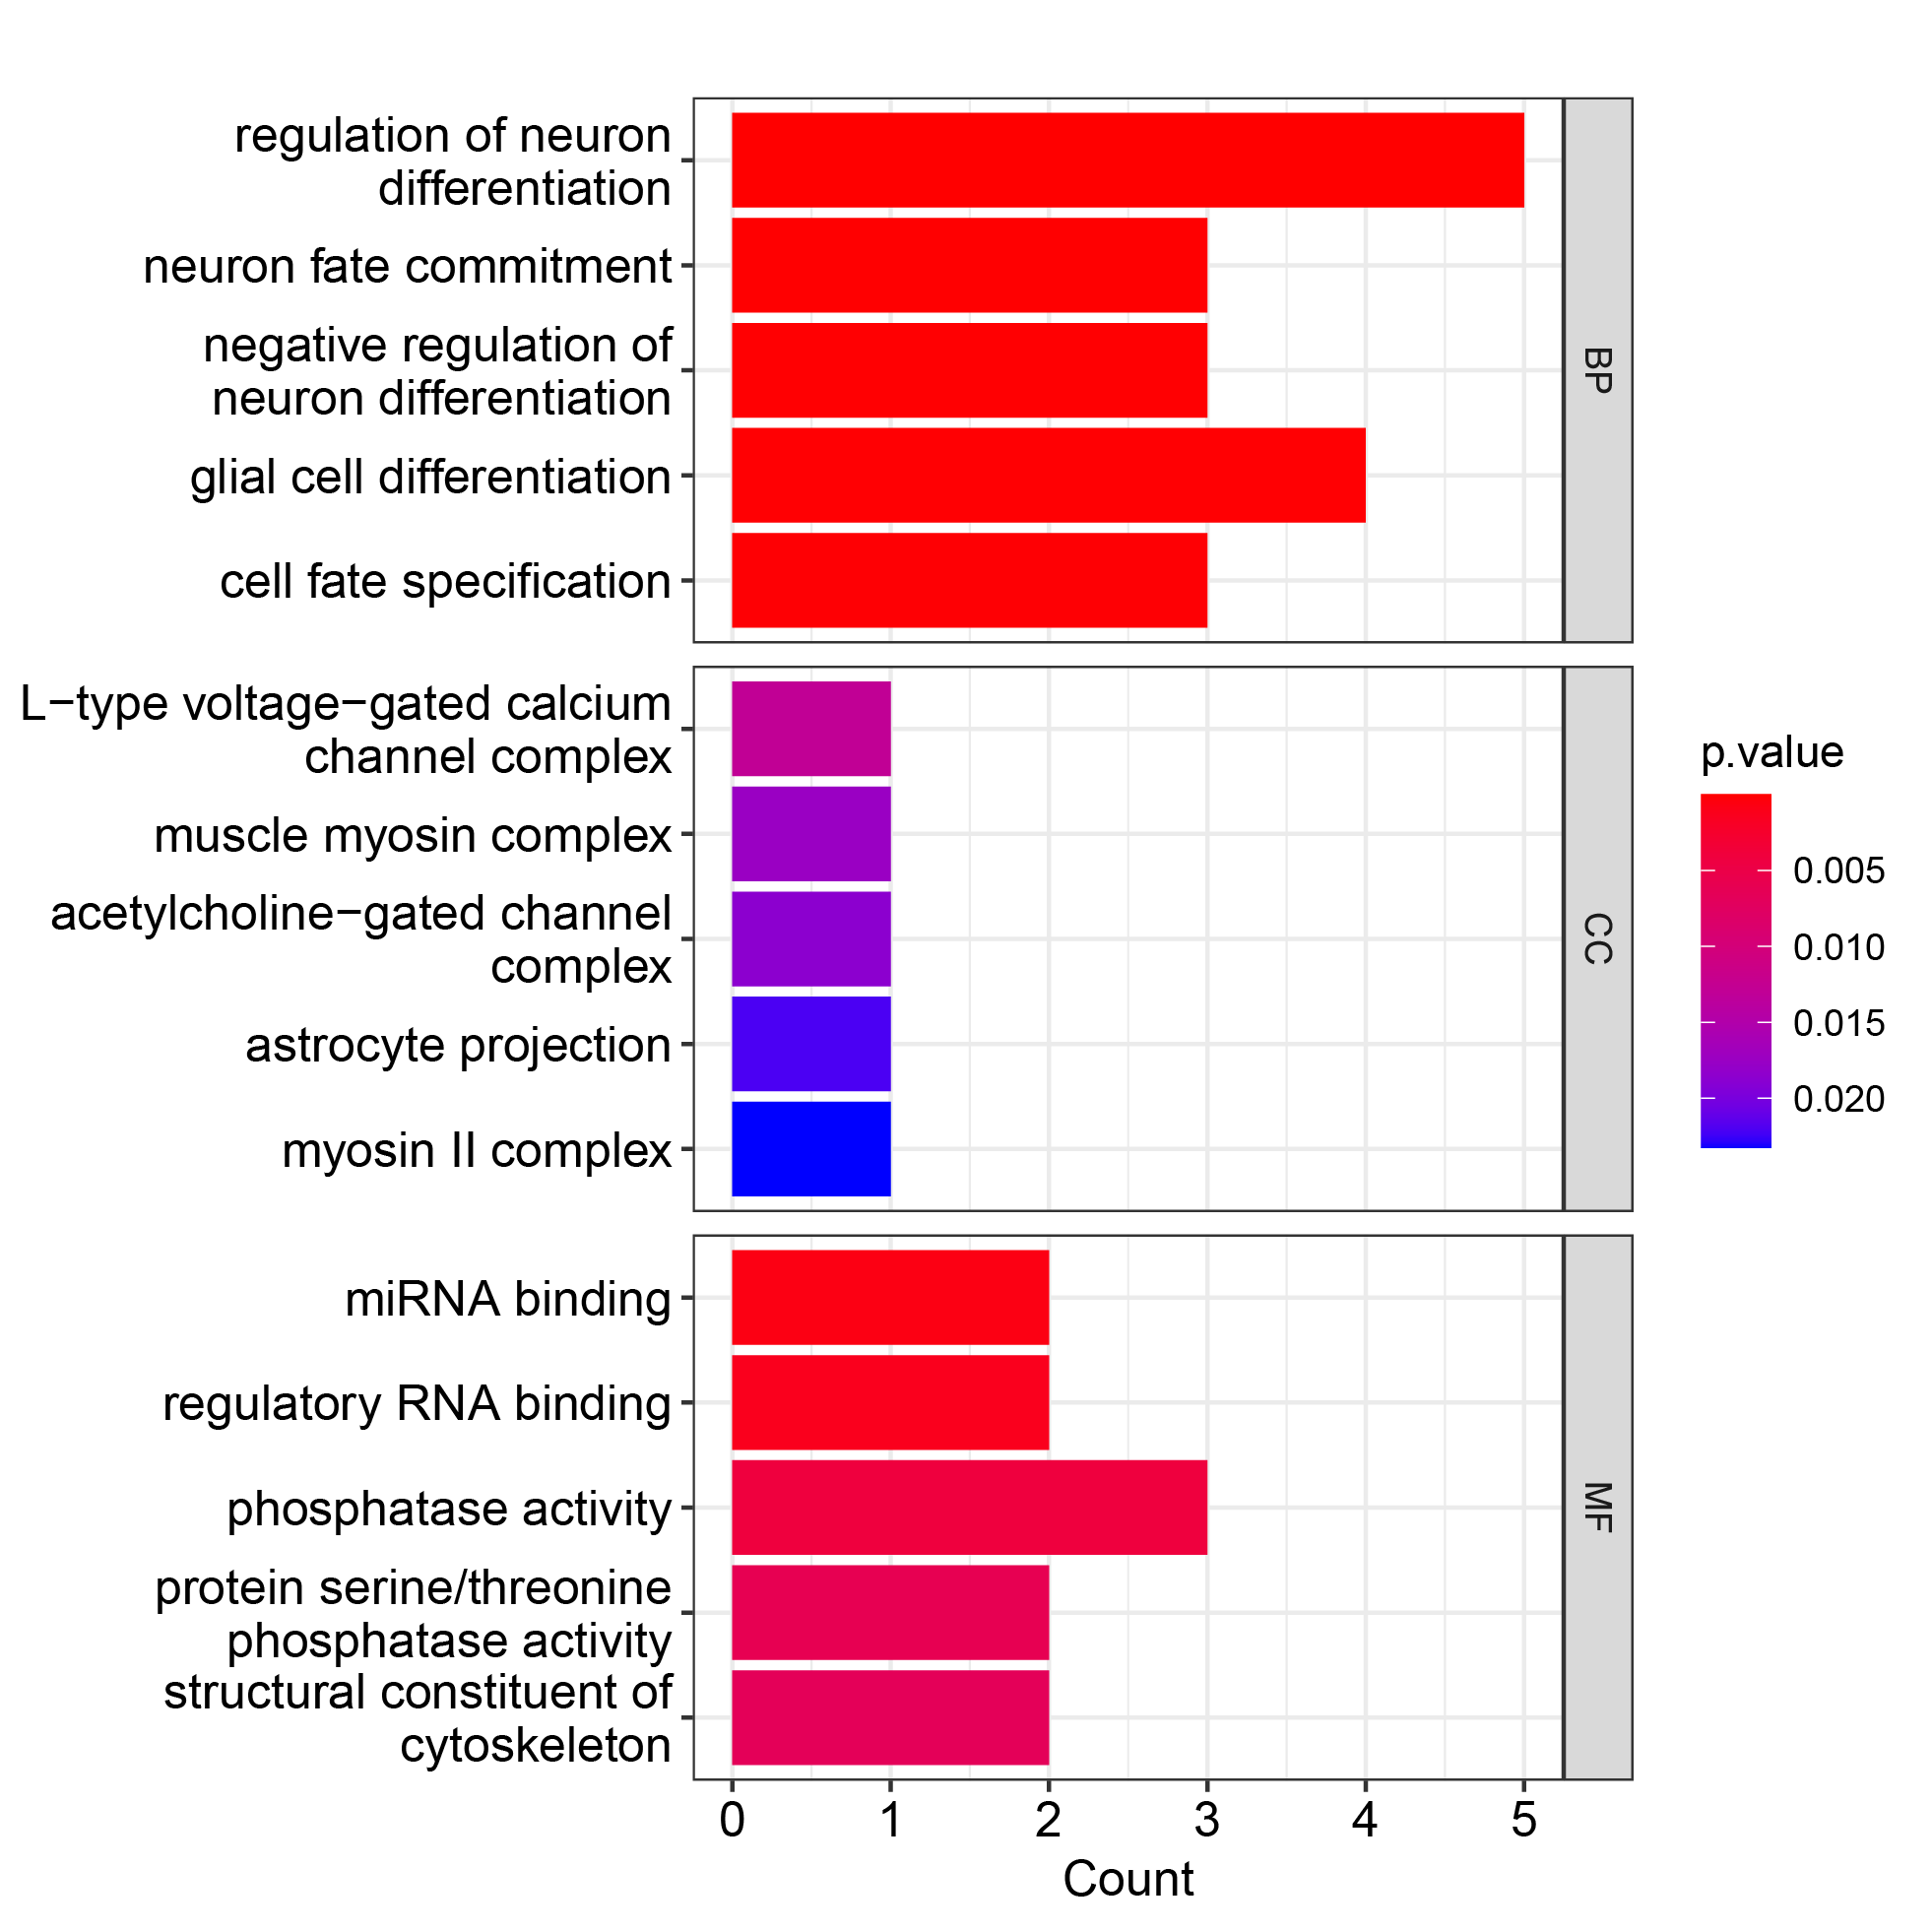 regulation of neuron
differentiation
neuron fate commitment
negative regulation of
neuron differentiation
glial cell differentiation
cell fate specification
BP
L−type voltage−gated calcium
channel complex
muscle myosin complex
acetylcholine−gated channel
complex
astrocyte projection
myosin II complex
CC
miRNA binding
regulatory RNA binding
phosphatase activity
protein serine/threonine
phosphatase activity
structural constituent of
cytoskeleton
MF
0 1 2 3 4 5
Count
p.value
0.005
0.010
0.015
0.020